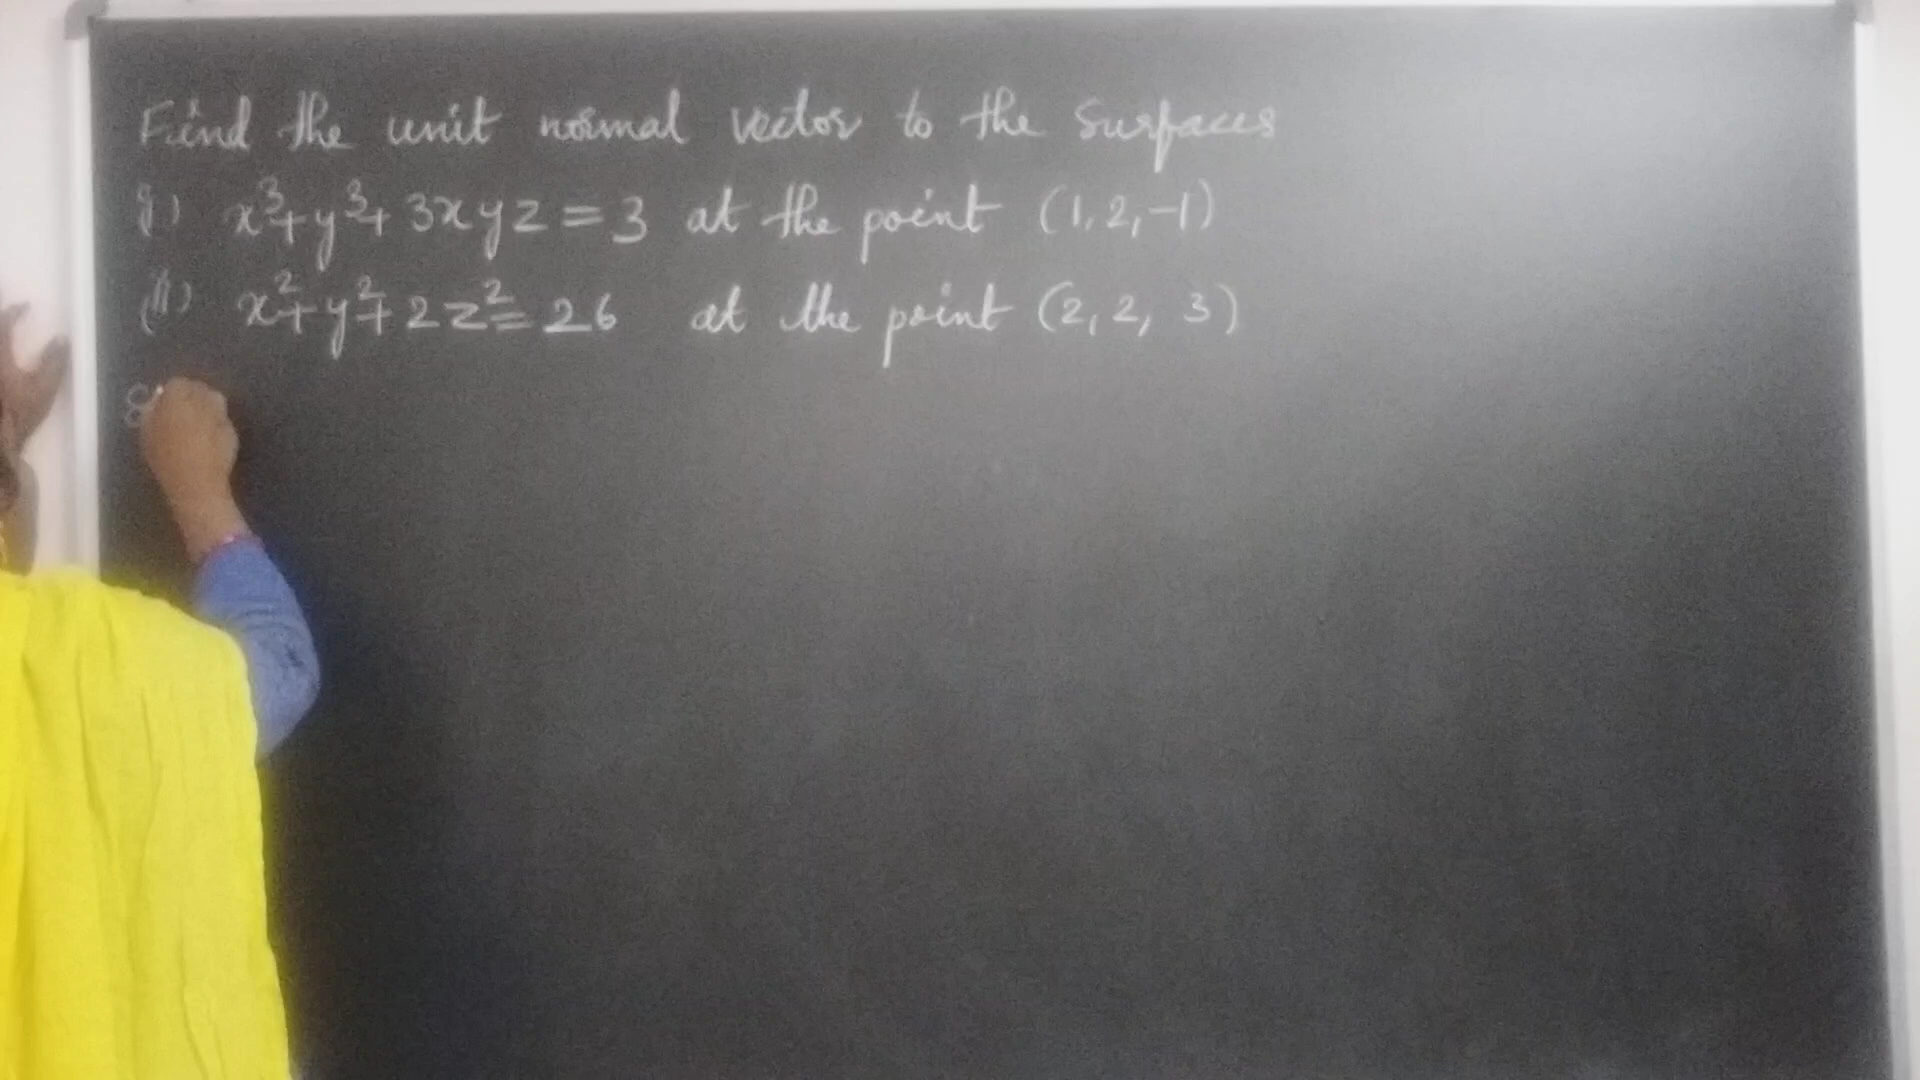 Find the unit normal vector to the surfaces
i) x³+y³+3xyz=3 at the point (1,2,-1)
ii) x²+y²+2z²=26 at the point (2,2, 3)